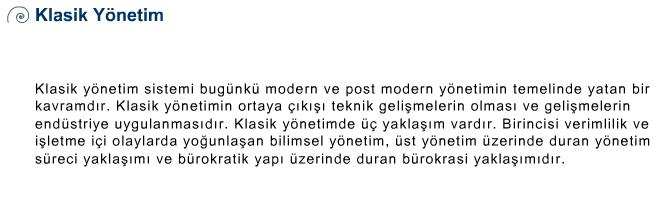 Klasik Yönetim
Klasik yönetim sistemi bugünkü modern ve post modern yönetimin temelinde yatan bir
kavramdır. Klasik yönetimin ortaya çıkışı teknik gelişmelerin olması ve gelişmelerin
endüstriye uygulanmasıdır. Klasik yönetimde üç yaklaşım vardır. Birincisi verimlilik ve
işletme içi olaylarda yoğunlaşan bilimsel yönetim, üst yönetim üzerinde duran yönetim
süreci yaklaşımı ve bürokratik yapı üzerinde duran bürokrasi yaklaşımıdır.